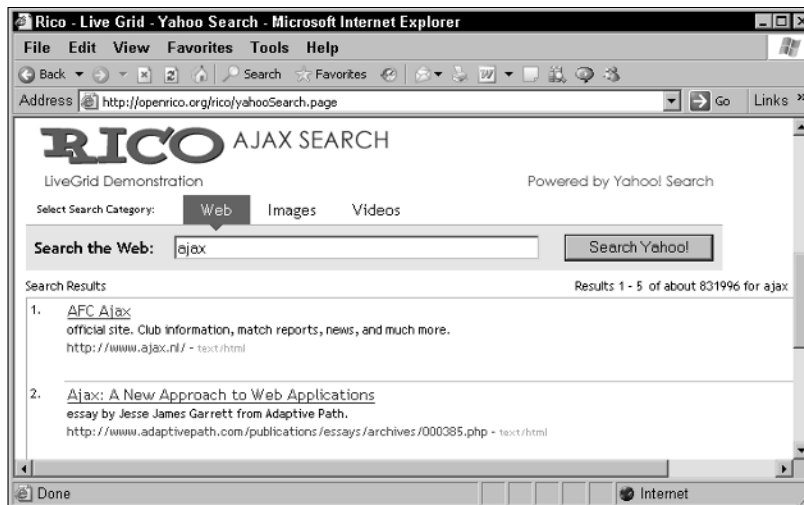 Rico - Live Grid - Yahoo Search - Microsoft Internet Explorer
File Edit View Favorites Tools Help
Back Search Favorites
Address http://openrico.org/rico/yahooSearch.page Go Links »
RICO AJAX SEARCH
LiveGrid Demonstration Powered by Yahoo! Search
Select Search Category: Web Images Videos
Search the Web: ajax Search Yahoo!
Search Results Results 1 - 5 of about 831996 for ajax
1. AFC Ajax
official site. Club information, match reports, news, and much more.
http://www.ajax.nl/ - text/html
2. Ajax: A New Approach to Web Applications
essay by Jesse James Garrett from Adaptive Path.
http://www.adaptivepath.com/publications/essays/archives/000385.php - text/html
Done Internet